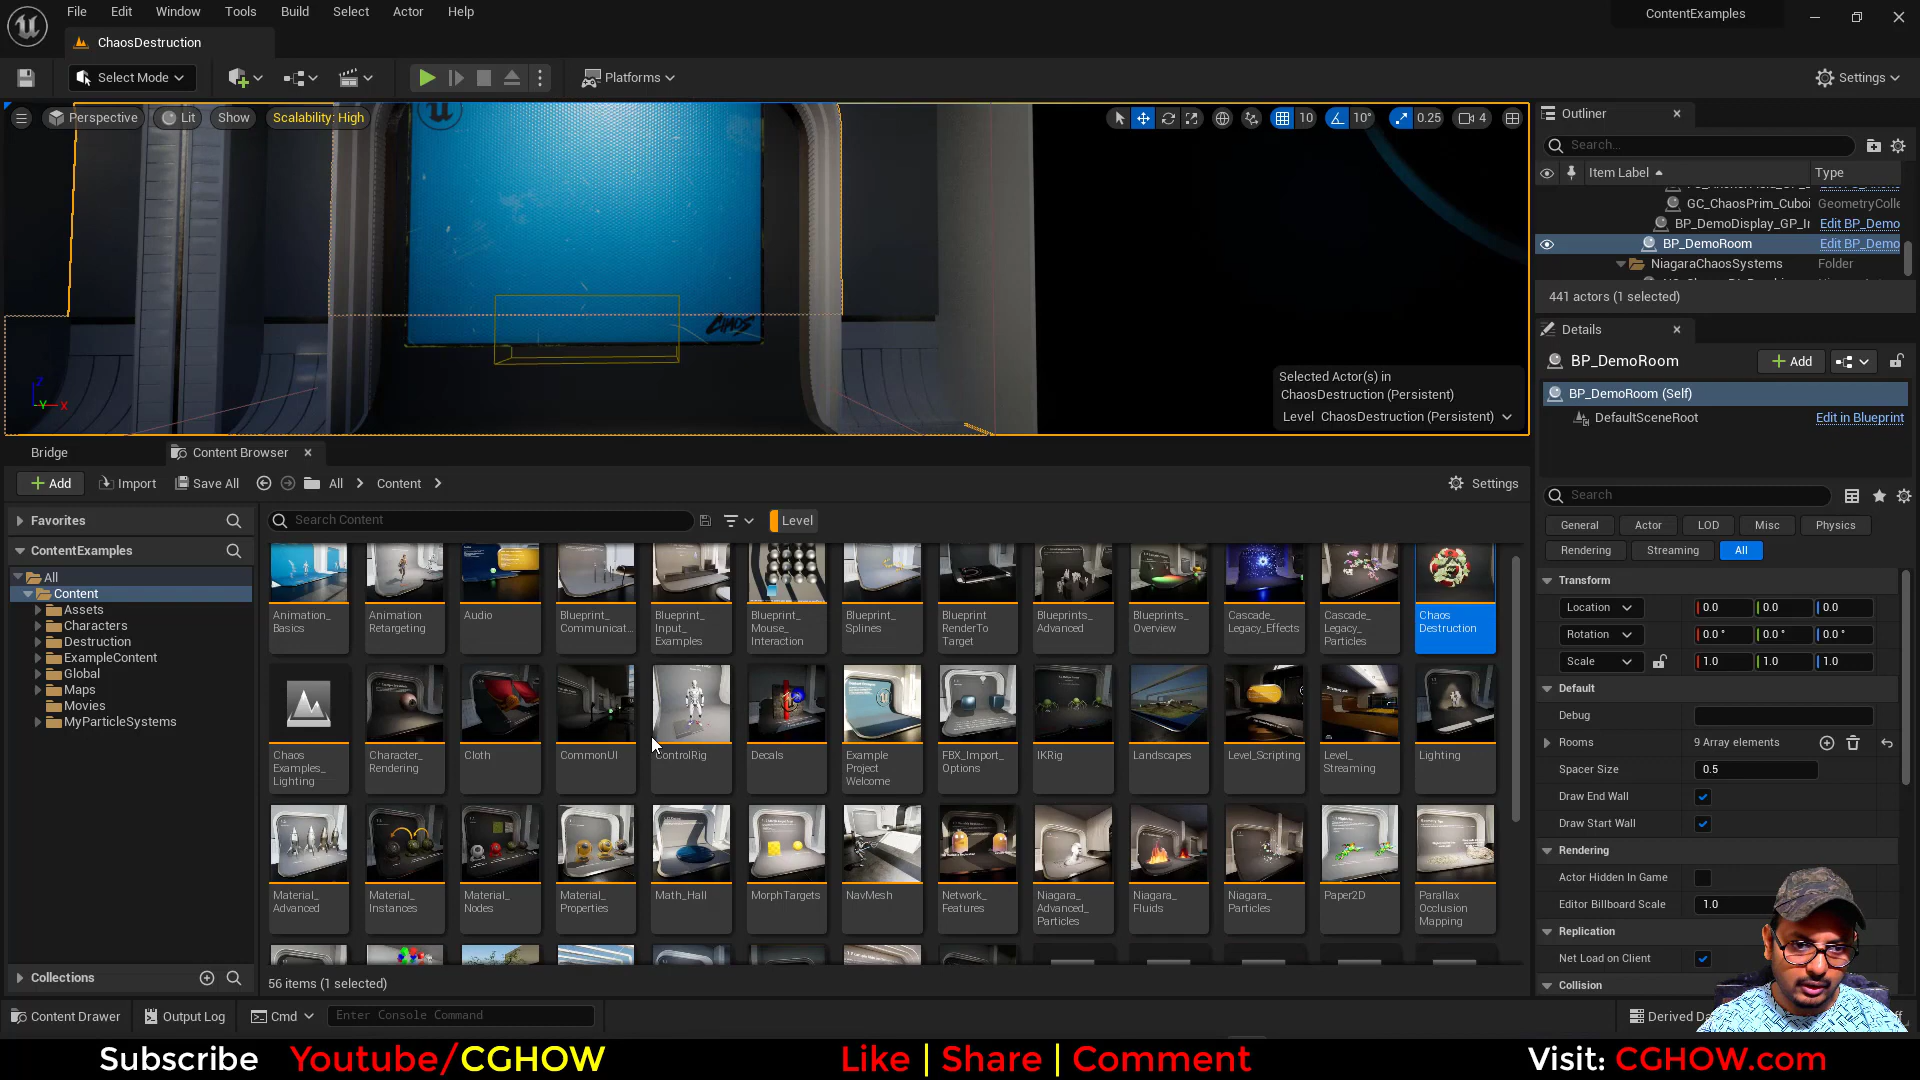 File Edit Window Tools Build Select Actor Help
ContentExamples
ChaosDestruction
Select Mode
Platforms
Settings
Perspective Lit Show Scalability: High
10 10° 0.25 4
CHAOS
Selected Actor(s) in
ChaosDestruction (Persistent)
Level ChaosDestruction (Persistent)
Outliner
Search...
Item Label Type
GC_ChaosPrim_Cuboi GeometryColle
BP_DemoDisplay_GP_Ir Edit BP_Demo
BP_DemoRoom Edit BP_Demo
NiagaraChaosSystems Folder
441 actors (1 selected)
Details
BP_DemoRoom
Add
BP_DemoRoom (Self)
DefaultSceneRoot Edit in Blueprint
Search
General Actor LOD Misc Physics
Rendering Streaming All
Transform
Location 0.0 0.0 0.0
Rotation 0.0° 0.0° 0.0°
Scale 1.0 1.0 1.0
Default
Debug
Rooms 9 Array elements
Spacer Size 0.5
Draw End Wall
Draw Start Wall
Rendering
Actor Hidden In Game
Editor Billboard Scale 1.0
Replication
Net Load on Client
Collision
Bridge
Content Browser
Add Import Save All All Content
Settings
Favorites
ContentExamples
All
Content
Assets
Characters
Destruction
ExampleContent
Global
Maps
Movies
MyParticleSystems
Collections
Search Content
Level
Animation_
Basics
Animation
Retargeting
Audio
Blueprint_
Communicat...
Blueprint_
Input_
Examples
Blueprint_
Mouse_
Interaction
Blueprint_
Splines
Blueprint
RenderTo
Target
Blueprints_
Advanced
Blueprints_
Overview
Cascade_
Legacy_Effects
Cascade_
Legacy_
Particles
Chaos
Destruction
Chaos
Examples_
Lighting
Character_
Rendering
Cloth
CommonUI
ControlRig
Decals
Example
Project
Welcome
FBX_Import_
Options
IKRig
Landscapes
Level_Scripting
Level_
Streaming
Lighting
Material_
Advanced
Material_
Instances
Material_
Nodes
Material_
Properties
Math_Hall
MorphTargets
NavMesh
Network_
Features
Niagara_
Advanced_
Particles
Niagara_
Fluids
Niagara_
Particles
Paper2D
Parallax
Occlusion
Mapping
56 items (1 selected)
Content Drawer Output Log Cmd Enter Console Command
Derived Da
Subscribe Youtube/CGHOW Like | Share | Comment Visit: CGHOW.com